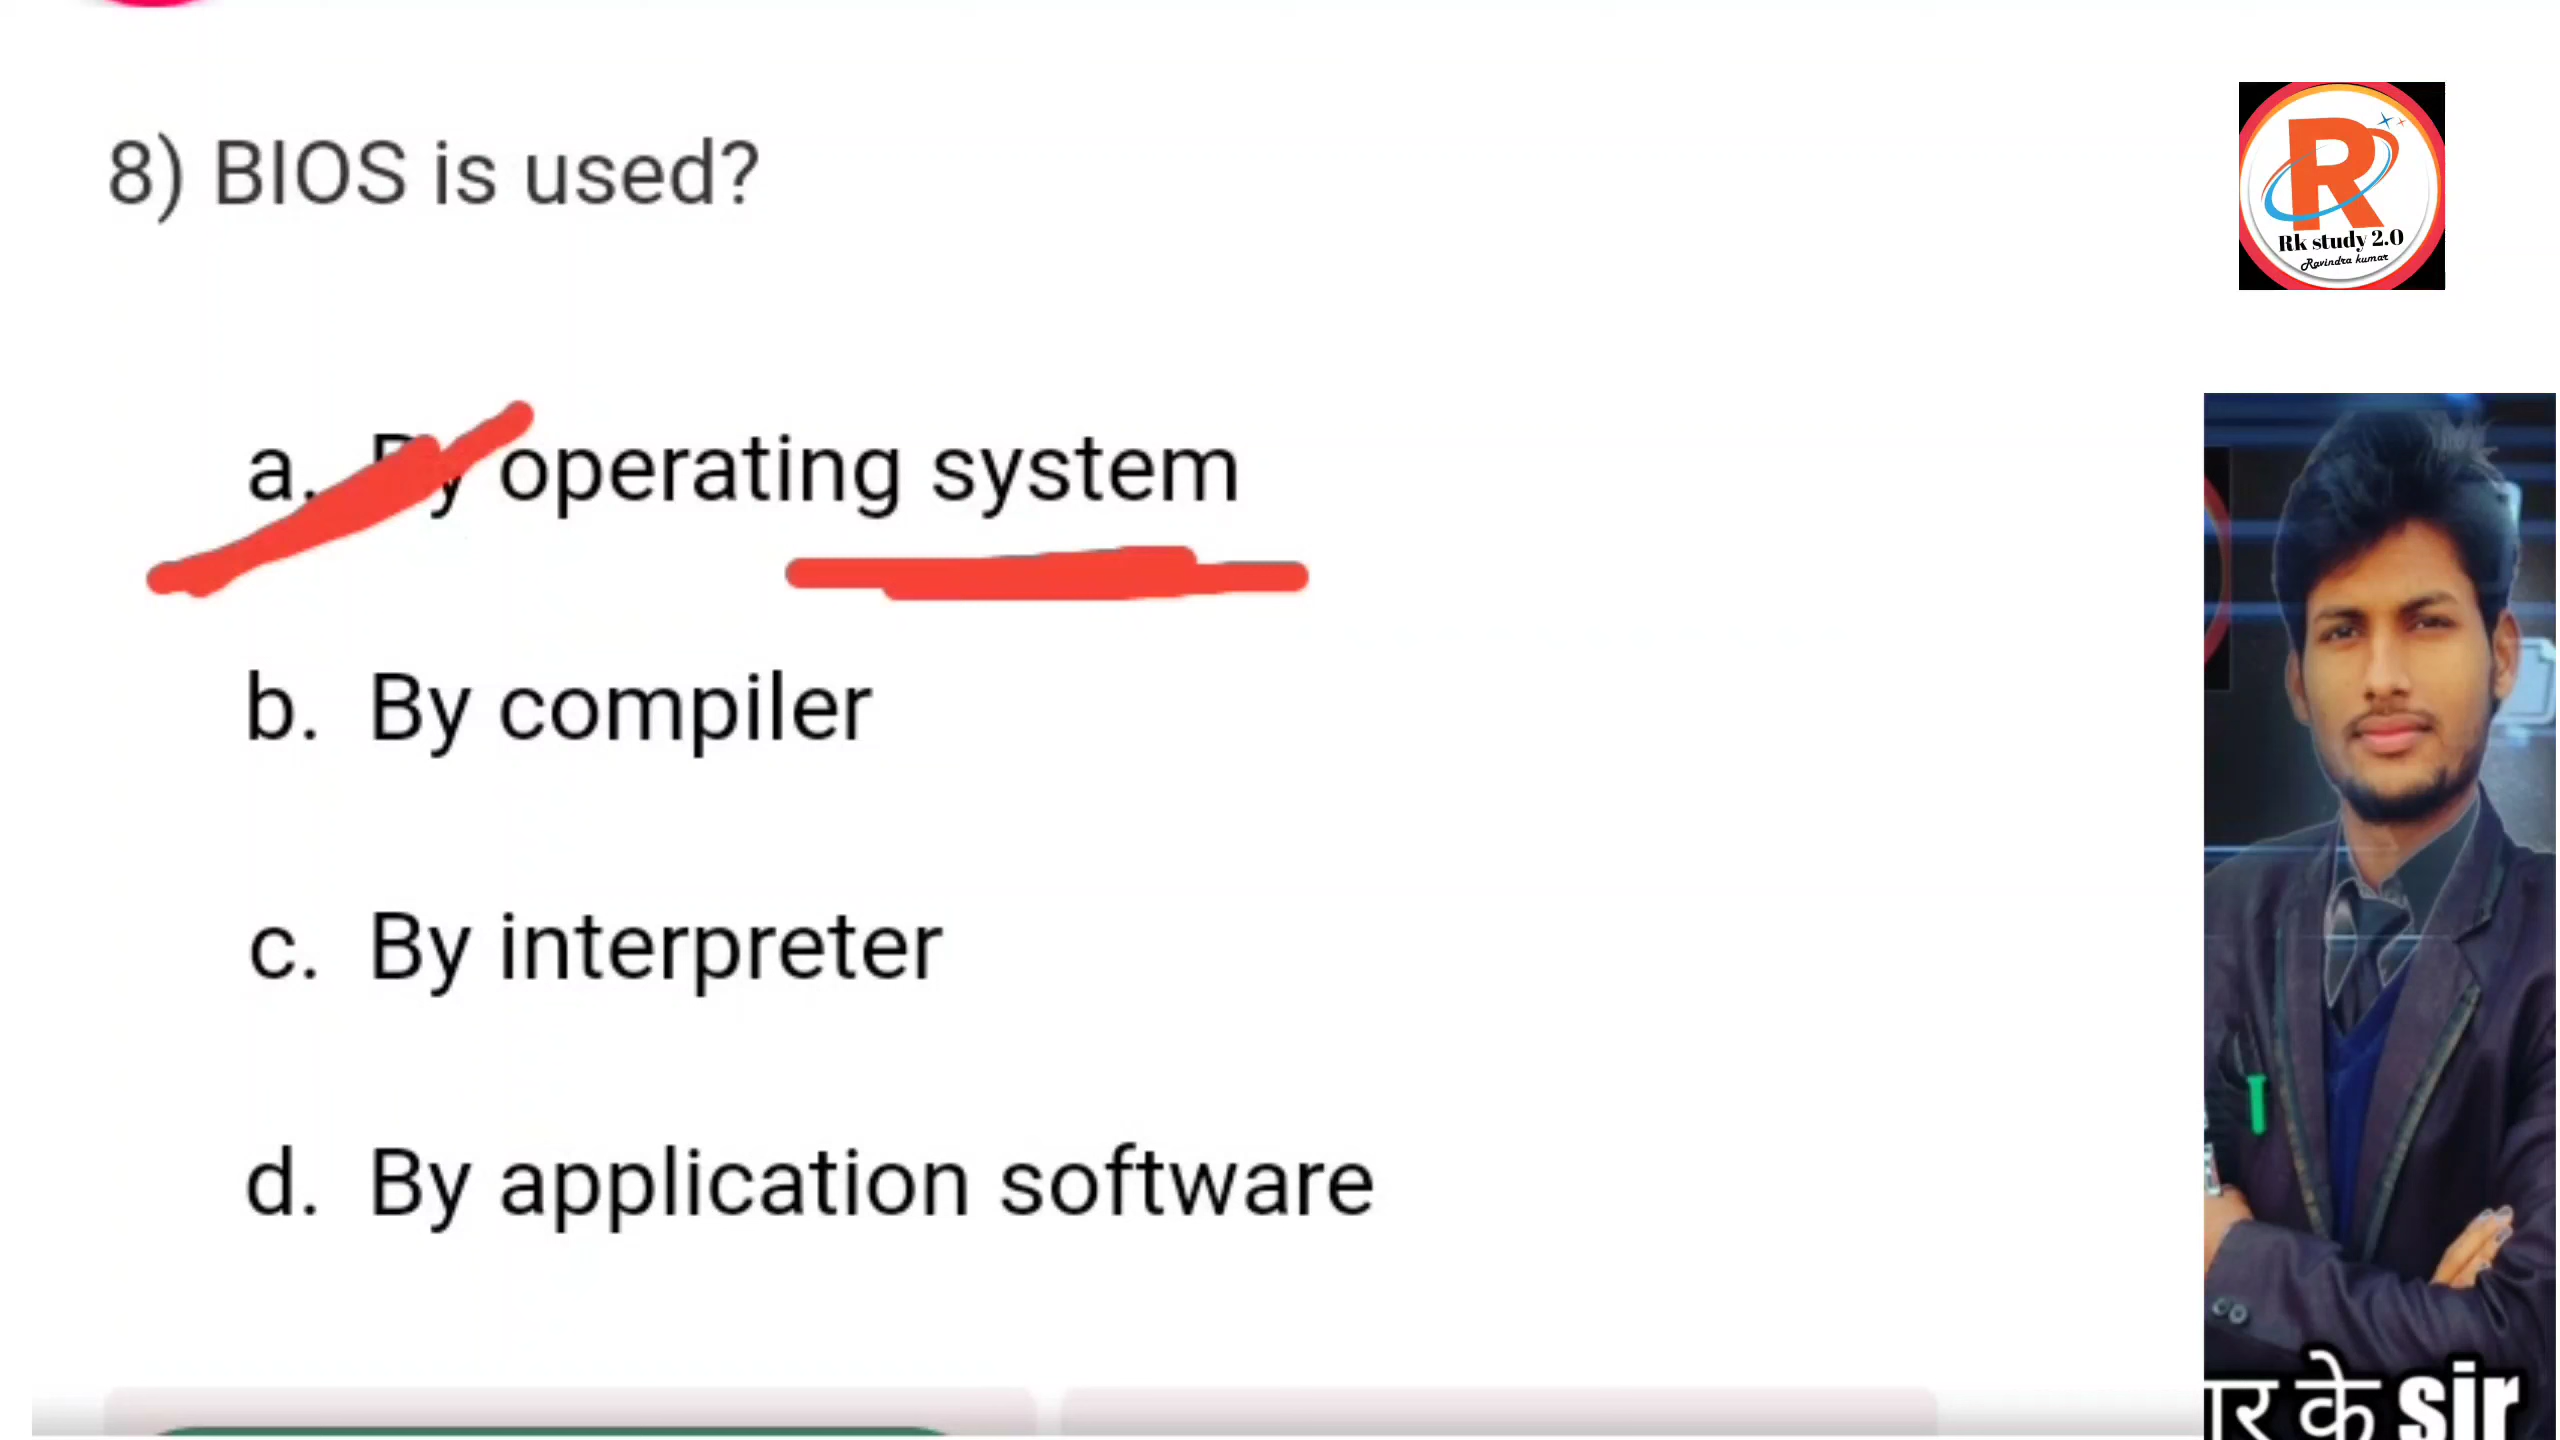 8) BIOS is used?
a. By operating system
b. By compiler
c. By interpreter
d. By application software
R
Rk study 2.0
Ravindra kumar
के sir